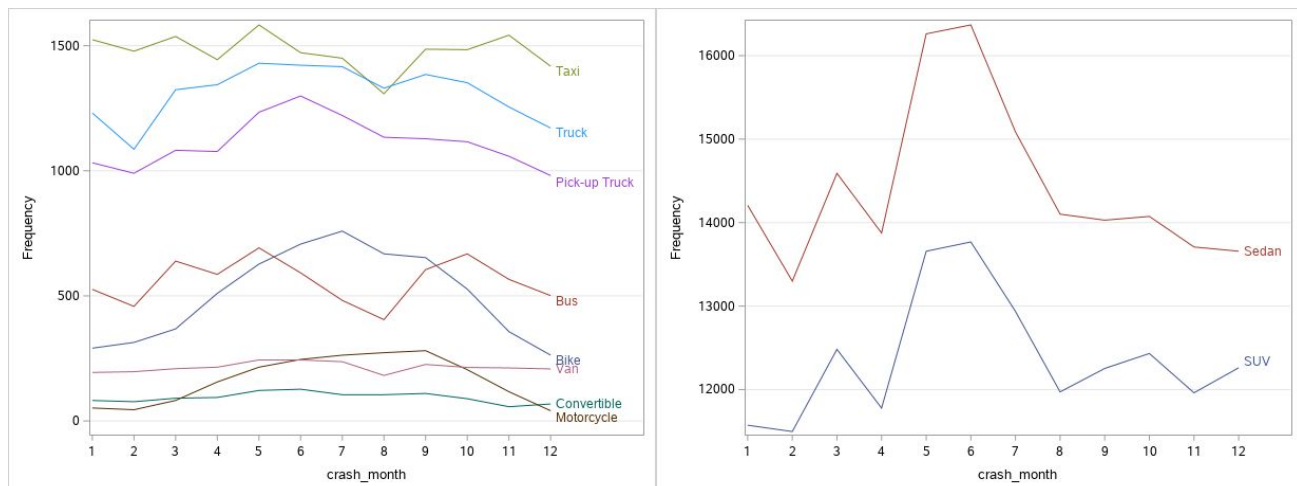 Frequency
1500
1000
500
0
Taxi
Truck
Pick-up Truck
Bus
Bike
Van
Convertible
Motorcycle
1 2 3 4 5 6 7 8 9 10 11 12
crash_month
Frequency
16000
15000
14000
13000
12000
Sedan
SUV
1 2 3 4 5 6 7 8 9 10 11 12
crash_month